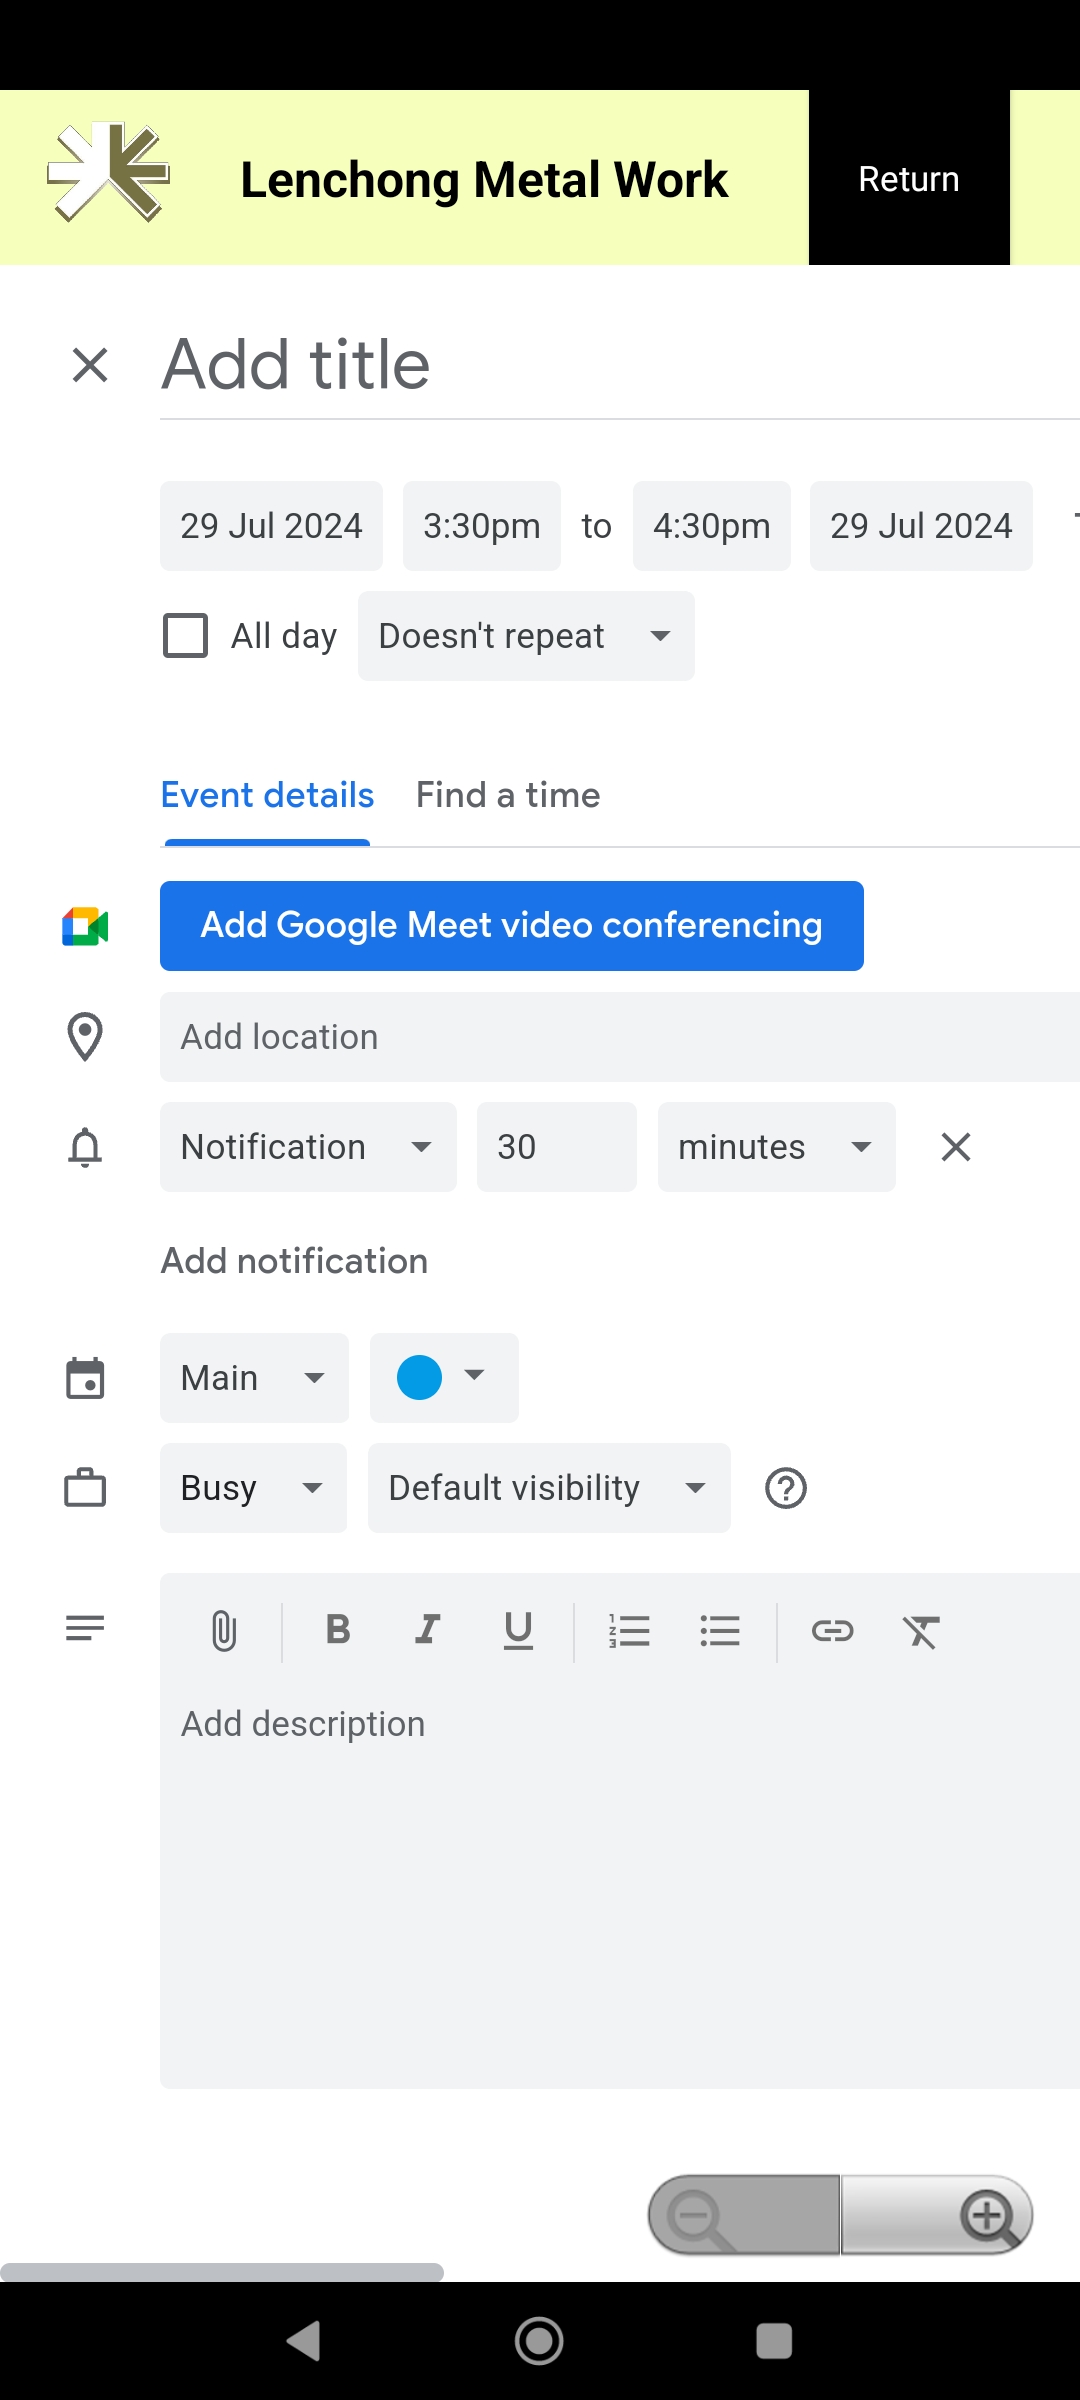 Lenchong Metal Work
Return
Add title
29 Jul 2024 3:30pm to 4:30pm 29 Jul 2024
All day Doesn't repeat
Event details Find a time
Add Google Meet video conferencing
Add location
Notification 30 minutes
Add notification
Main
Busy Default visibility
B I U
Add description